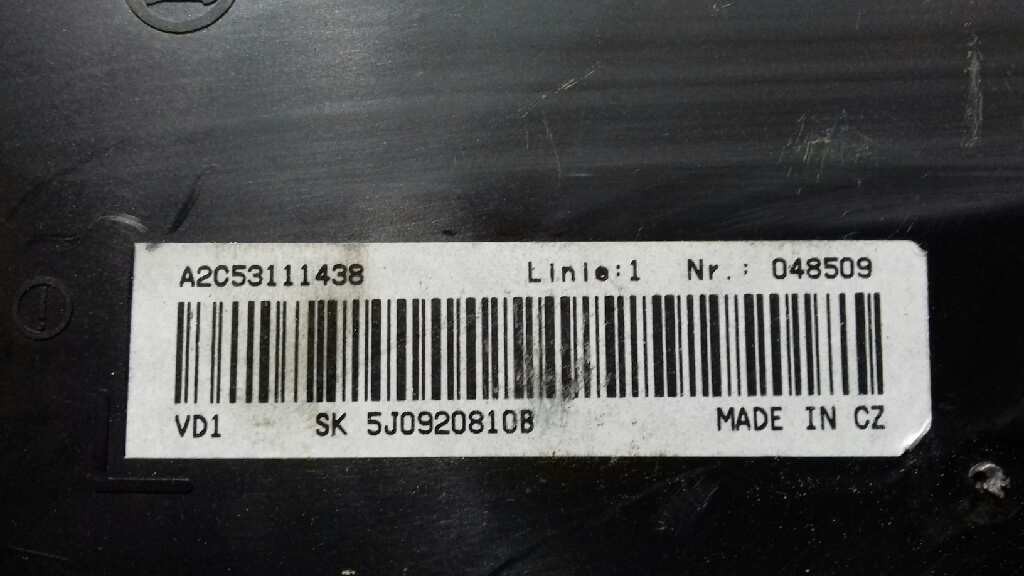 A2C53111438 Linie:1 Nr.: 048509
VD1 SK 5J0920810B MADE IN CZ